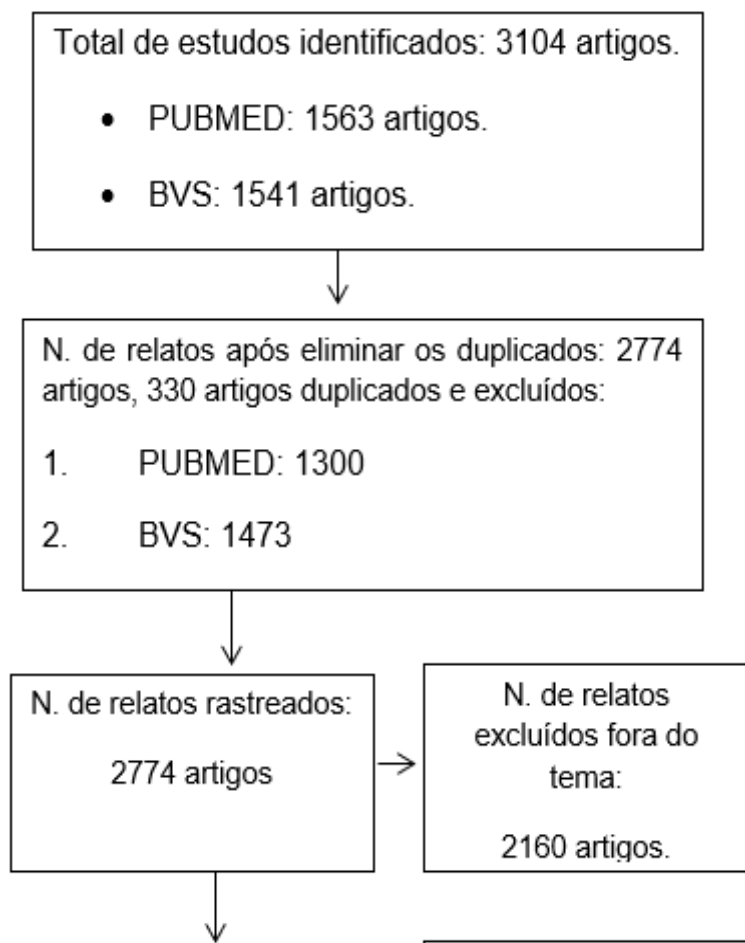 Total de estudos identificados: 3104 artigos.
• PUBMED: 1563 artigos.
• BVS: 1541 artigos.
N. de relatos após eliminar os duplicados: 2774
artigos, 330 artigos duplicados e excluídos:
1. PUBMED: 1300
2. BVS: 1473
N. de relatos rastreados:
2774 artigos
N. de relatos
excluídos fora do
tema:
2160 artigos.